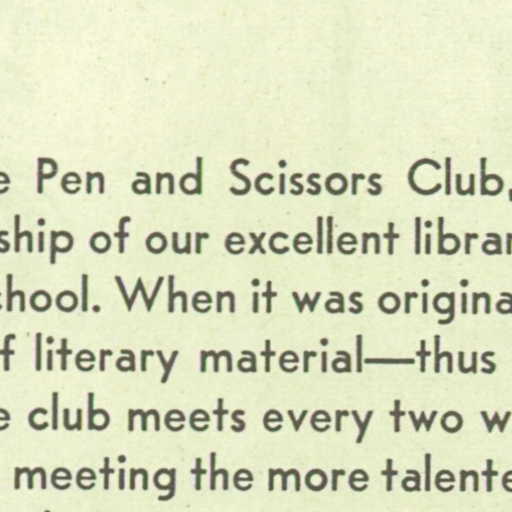 e Pen and Scissors Club,
ship of our excellent librar
chool. When it was origina
f literary material—thus
e club meets every two w
meeting the more talente